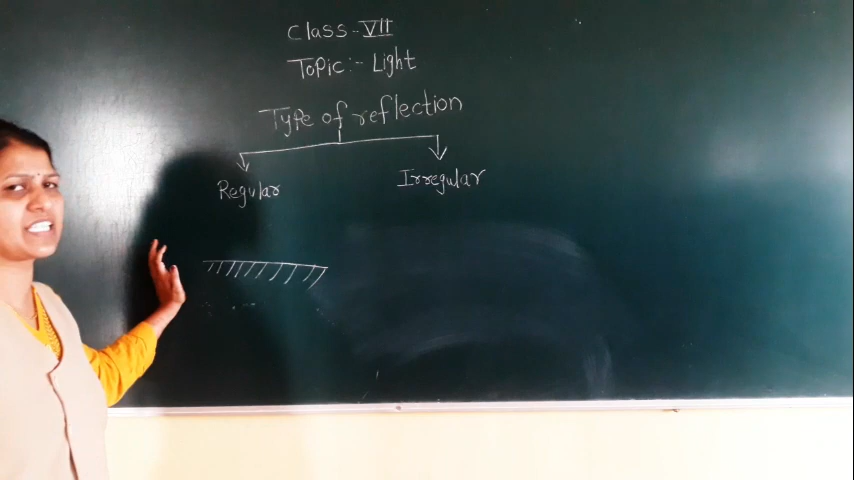 Class-VII
Topic:- Light
Type of reflection
Regular
Irregular